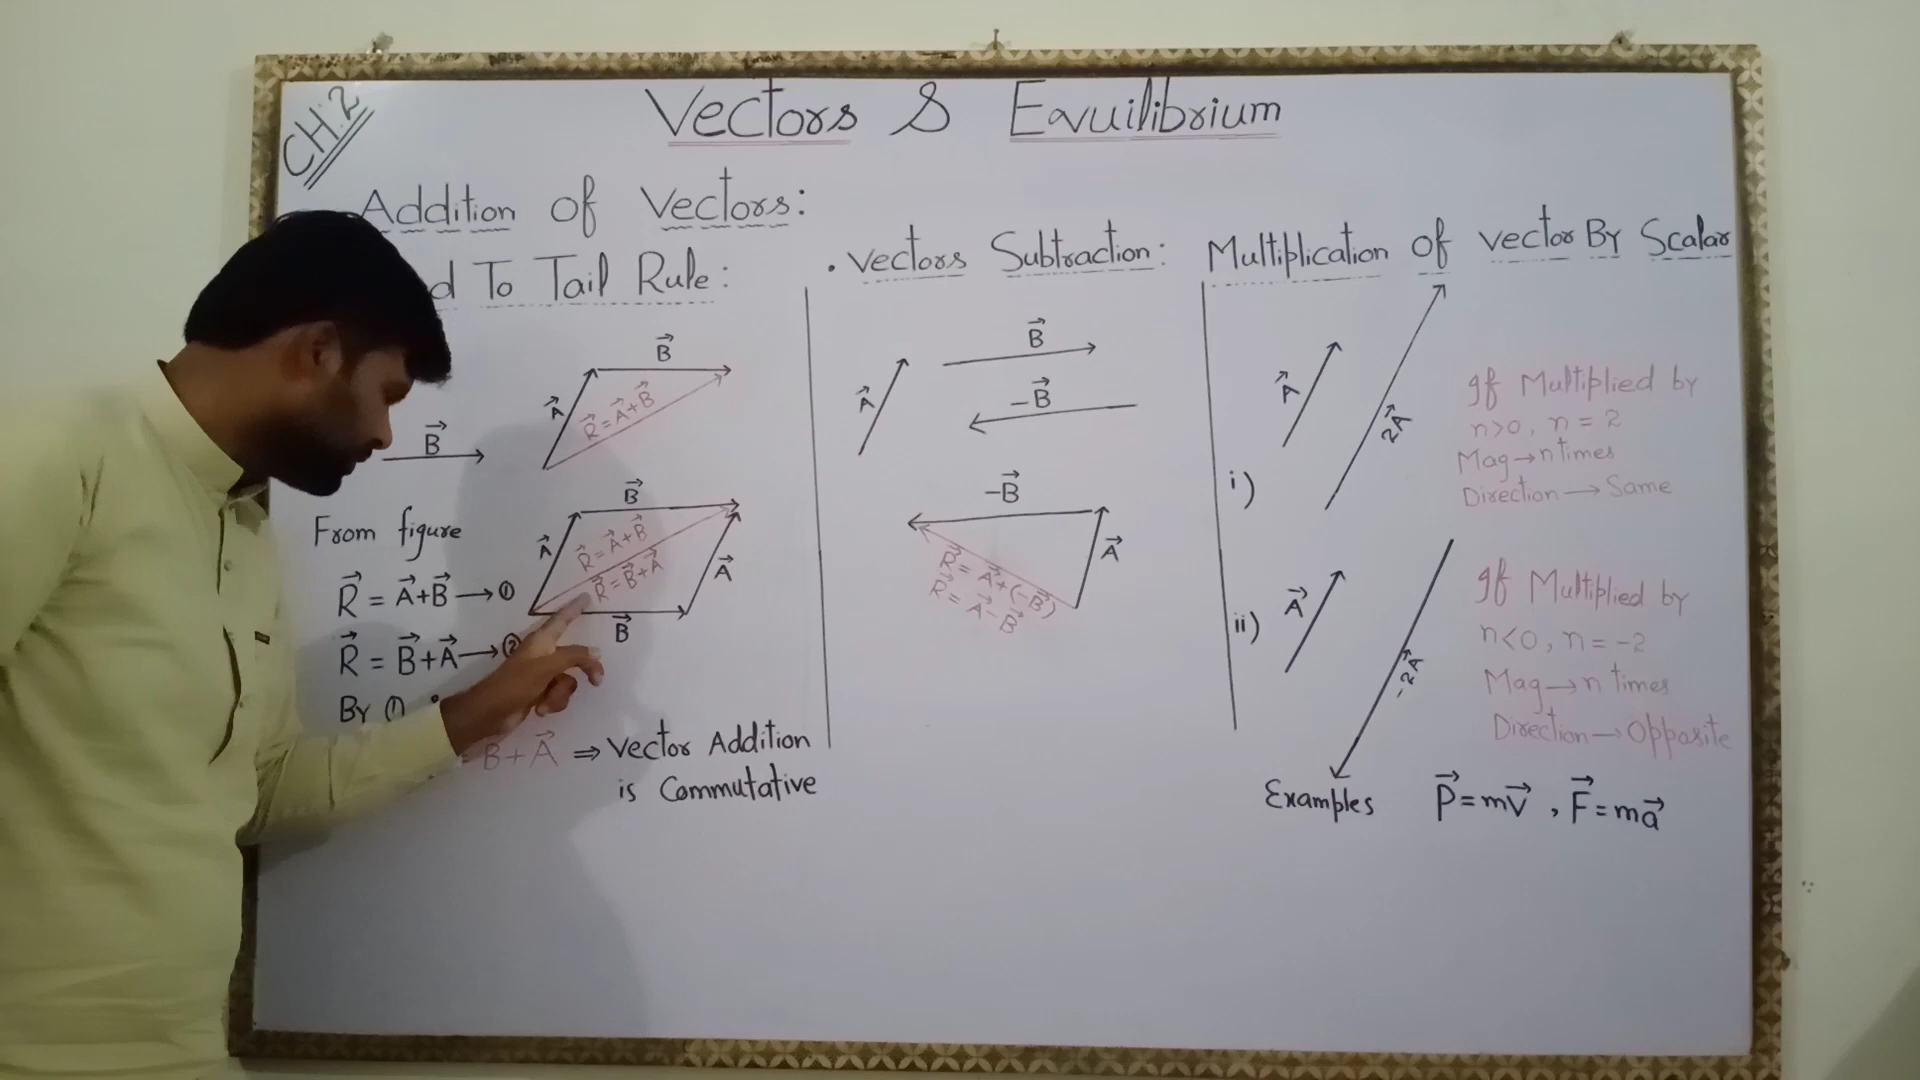 CH:2
Vectors & Eavuilibrium
Addition of Vectors:
d To Tail Rule:
B⃗
A⃗
B⃗
R⃗ = A⃗+B⃗
From figure
R⃗ = A⃗+B⃗ → ①
R⃗ = B⃗+A⃗ → ②
By ①
= B+A⃗ ⇒ Vector Addition
is Commutative
B⃗
A⃗
R⃗ = A⃗+B⃗
R⃗ = B⃗+A⃗
A⃗
B⃗
. Vectors Subtraction:
A⃗
B⃗
-B⃗
-B⃗
A⃗
R⃗ = A⃗+(-B⃗)
R⃗ = A⃗-B⃗
Multiplication of vector By Scalar
i)
A⃗
2A⃗
If Multiplied by
n>0, n = 2
Mag → n times
Direction → Same
ii)
A⃗
-2A⃗
If Multiplied by
n<0, n = -2
Mag → n times
Direction → Opposite
Examples P⃗=mV⃗ , F⃗=ma⃗